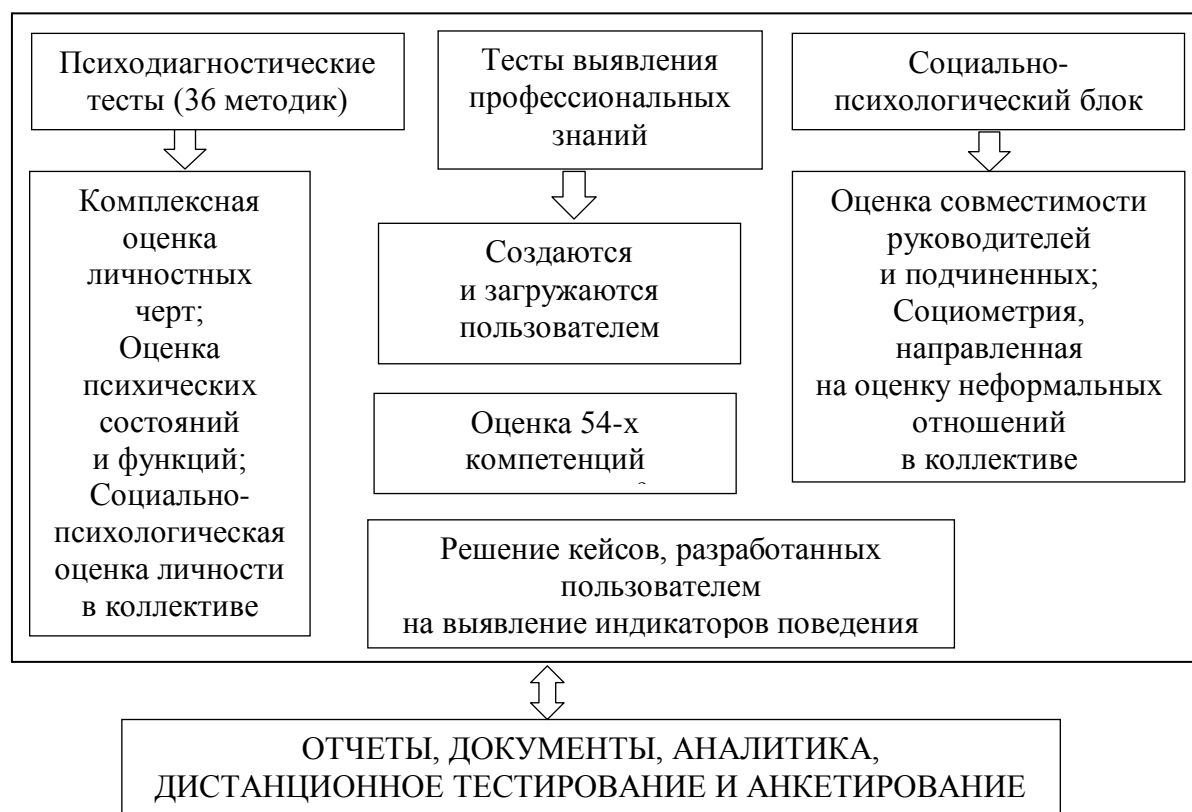 Психодиагностические
тесты (36 методик)
Тесты выявления
профессиональных
знаний
Социально-
психологический блок
Комплексная
оценка
личностных
черт;
Оценка
психических
состояний
и функций;
Социально-
психологическая
оценка личности
в коллективе
Создаются
и загружаются
пользователем
Оценка совместимости
руководителей
и подчиненных;
Социометрия,
направленная
на оценку неформальных
отношений
в коллективе
Оценка 54-х
компетенций
Решение кейсов, разработанных
пользователем
на выявление индикаторов поведения
ОТЧЕТЫ, ДОКУМЕНТЫ, АНАЛИТИКА,
ДИСТАНЦИОННОЕ ТЕСТИРОВАНИЕ И АНКЕТИРОВАНИЕ